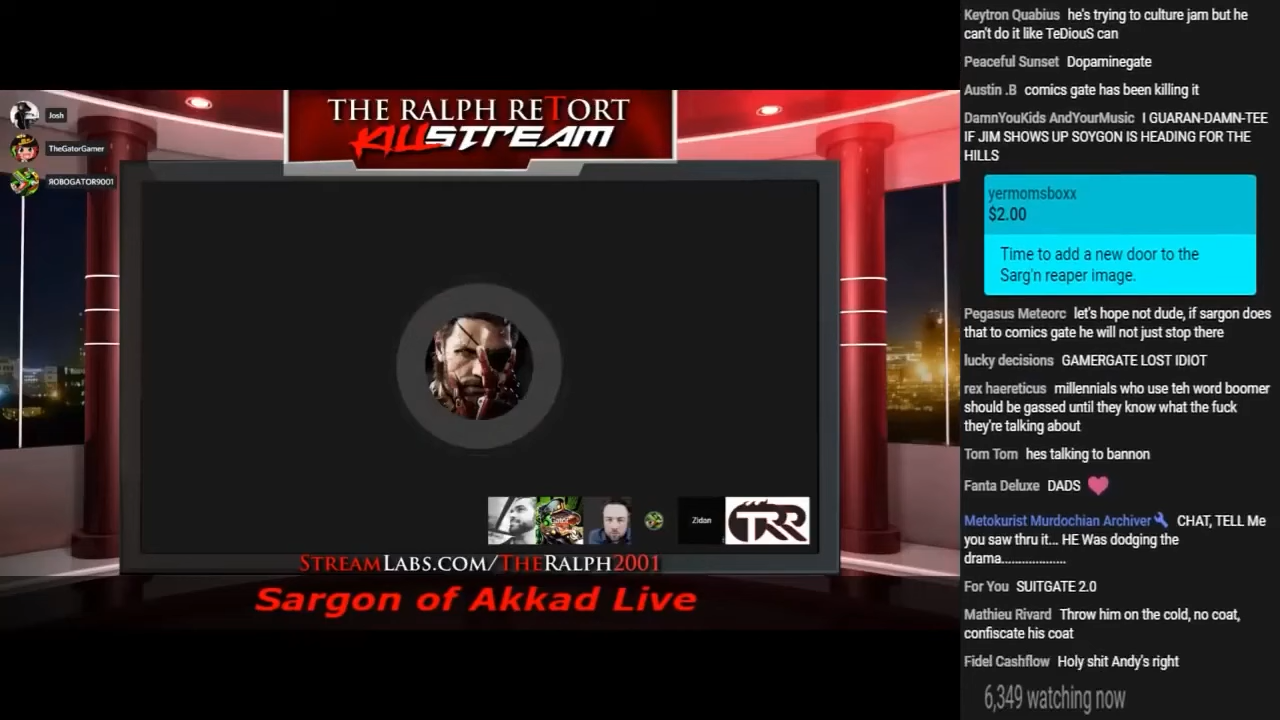 Josh
TheGatorGamer
ROBOGATOR9001
THE RALPH RETORT
KILLSTREAM
Zidan
TRR
STREAMLABS.COM/THERALPH2001
Sargon of Akkad Live
Keytron Quabius he's trying to culture jam but he
can't do it like TeDiouS can
Peaceful Sunset Dopaminegate
Austin .B comics gate has been killing it
DamnYouKids AndYourMusic I GUARAN-DAMN-TEE
IF JIM SHOWS UP SOYGON IS HEADING FOR THE
HILLS
yermomsboxx
$2.00
Time to add a new door to the
Sarg'n reaper image.
Pegasus Meteorc let's hope not dude, if sargon does
that to comics gate he will not just stop there
lucky decisions GAMERGATE LOST IDIOT
rex haereticus millennials who use teh word boomer
should be gassed until they know what the fuck
they're talking about
Tom Tom hes talking to bannon
Fanta Deluxe DADS
Metokurist Murdochian Archiver CHAT, TELL Me
you saw thru it... HE Was dodging the
drama...................
For You SUITGATE 2.0
Mathieu Rivard Throw him on the cold, no coat,
confiscate his coat
Fidel Cashflow Holy shit Andy's right
6,349 watching now